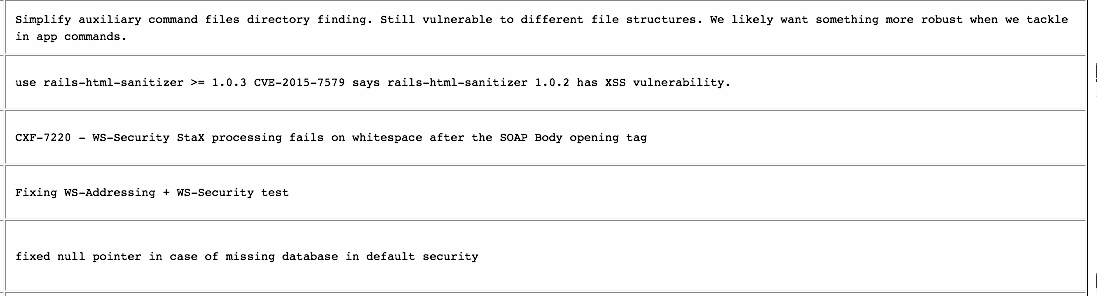 Simplify auxiliary command files directory finding. Still vulnerable to different file structures. We likely want something more robust when we tackle
in app commands.
use rails-html-sanitizer >= 1.0.3 CVE-2015-7579 says rails-html-sanitizer 1.0.2 has XSS vulnerability.
CXF-7220 - WS-Security StaX processing fails on whitespace after the SOAP Body opening tag
Fixing WS-Addressing + WS-Security test
fixed null pointer in case of missing database in default security